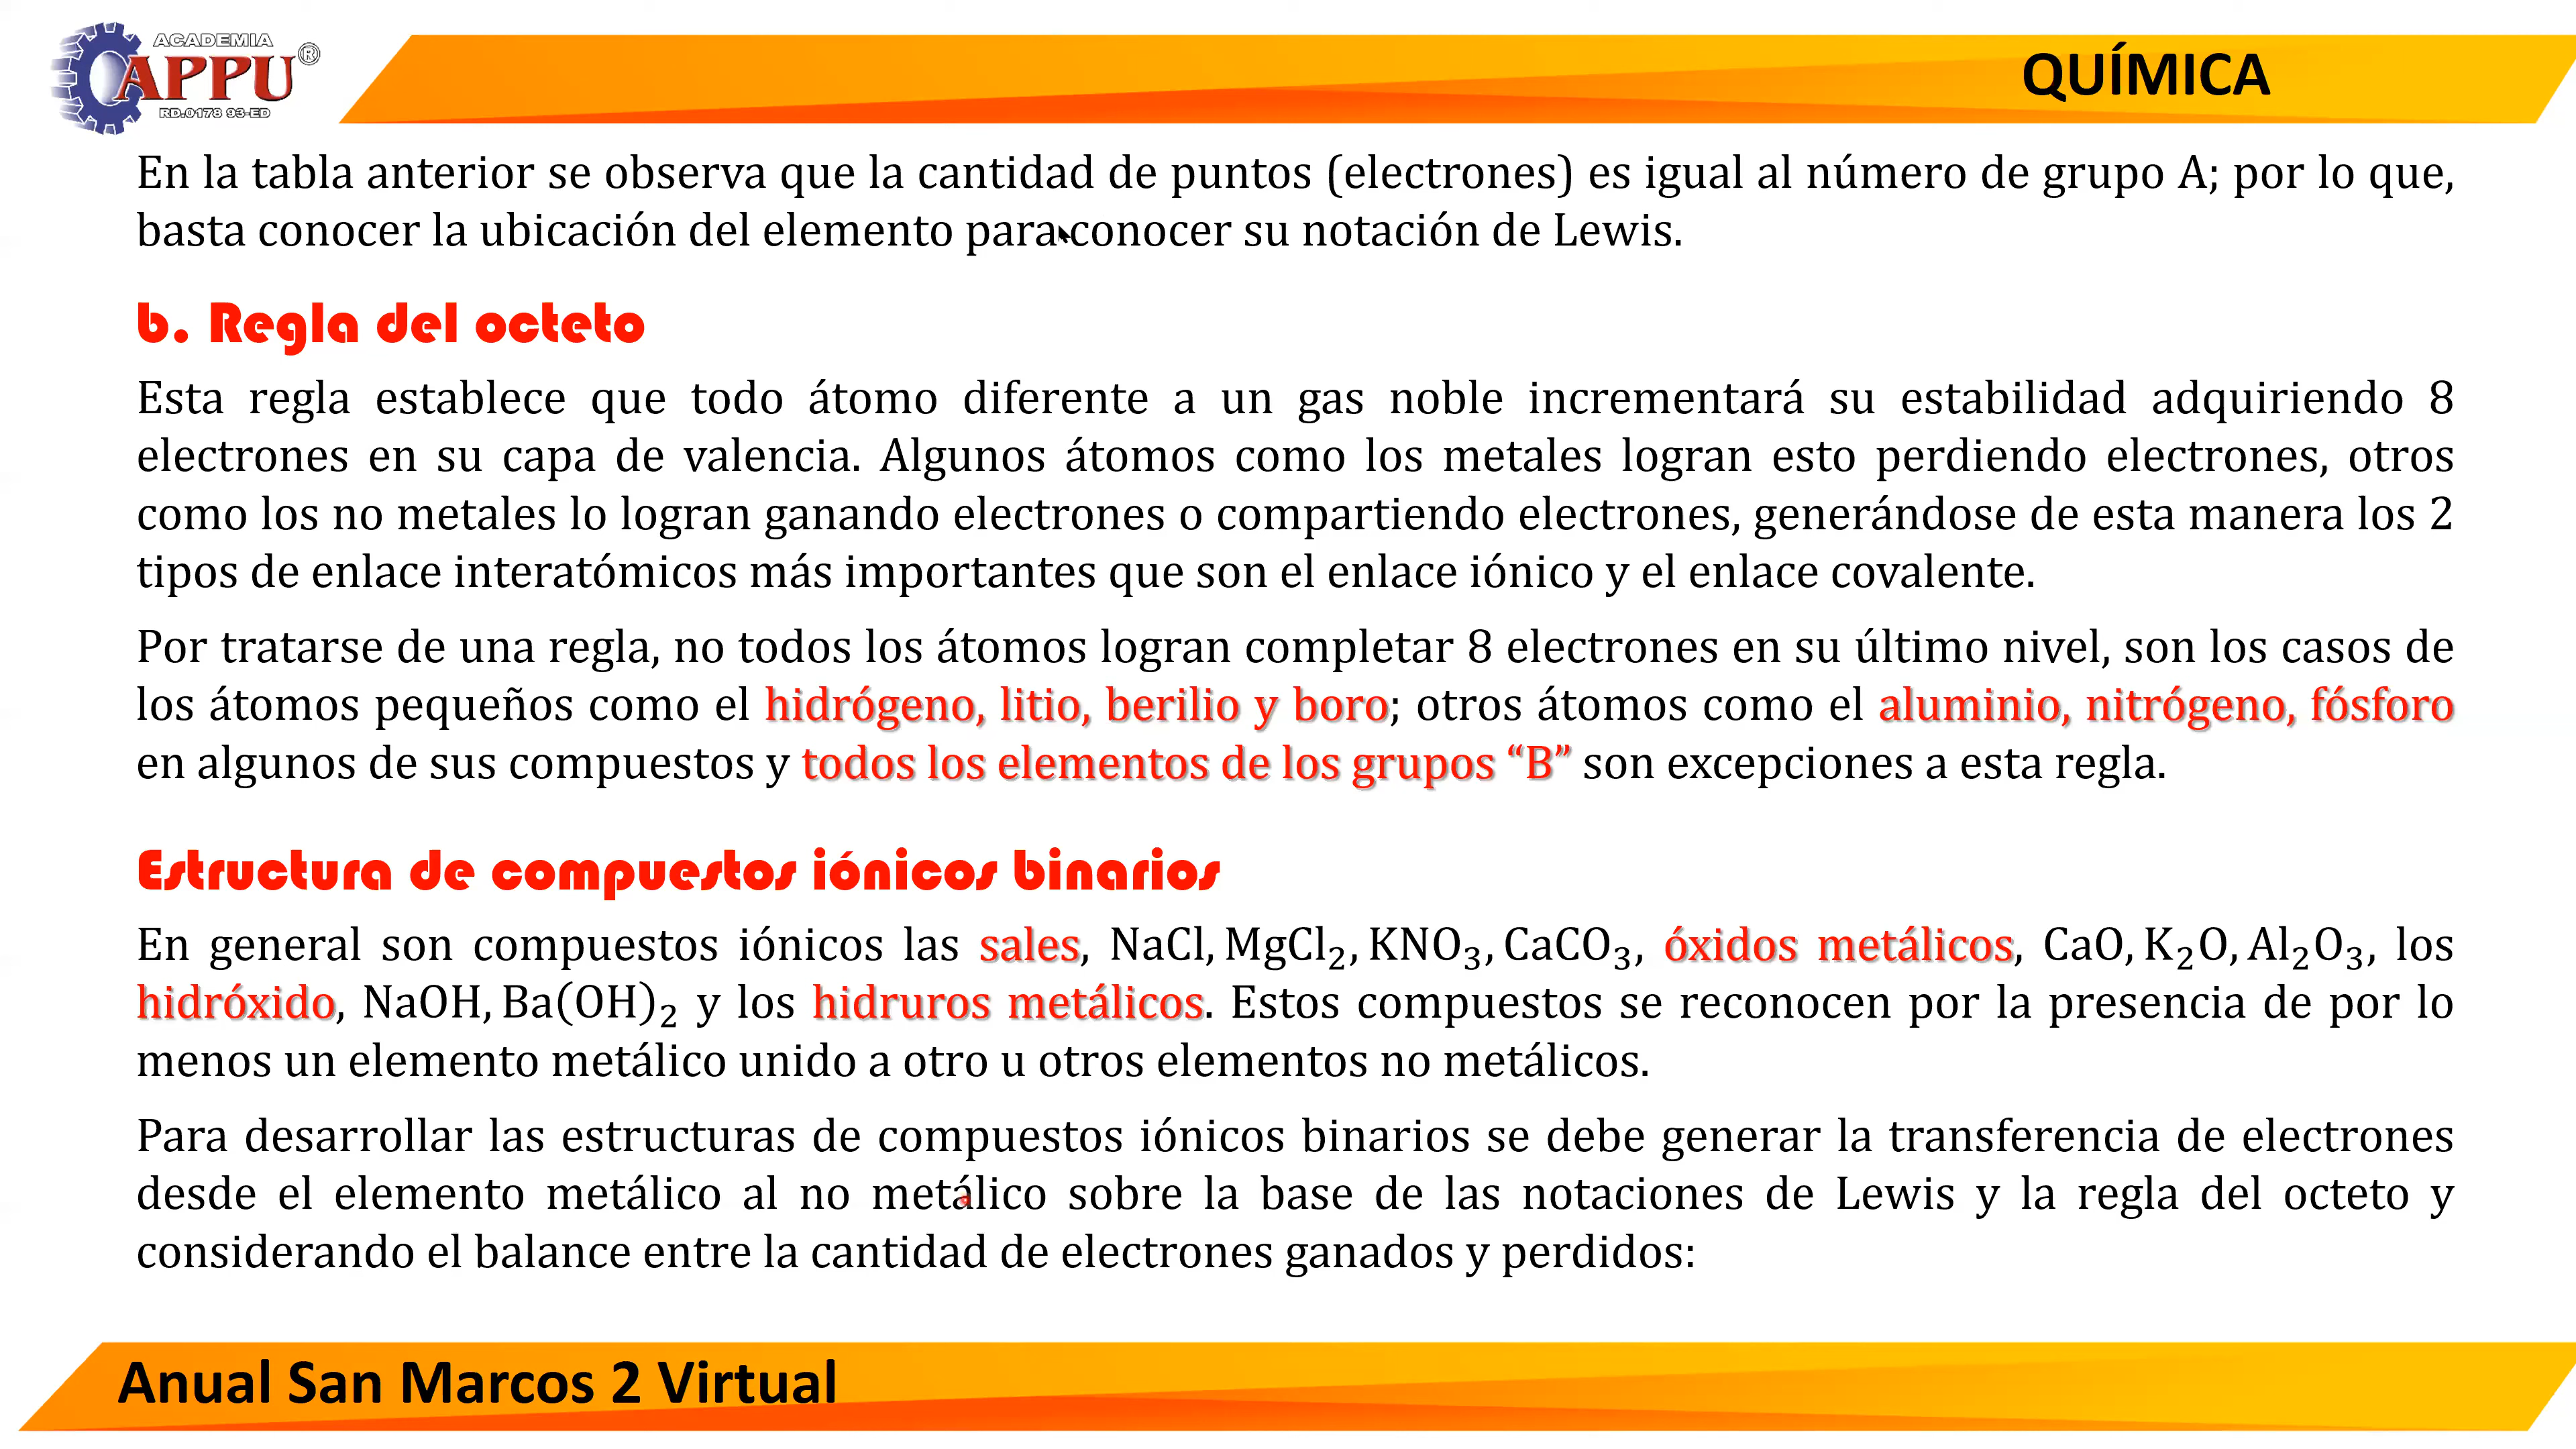 ACADEMIA
APPU®
RD.0178 93-ED
QUÍMICA
En la tabla anterior se observa que la cantidad de puntos (electrones) es igual al número de grupo A; por lo que,
basta conocer la ubicación del elemento para conocer su notación de Lewis.
b. Regla del octeto
Esta regla establece que todo átomo diferente a un gas noble incrementará su estabilidad adquiriendo 8
electrones en su capa de valencia. Algunos átomos como los metales logran esto perdiendo electrones, otros
como los no metales lo logran ganando electrones o compartiendo electrones, generándose de esta manera los 2
tipos de enlace interatómicos más importantes que son el enlace iónico y el enlace covalente.
Por tratarse de una regla, no todos los átomos logran completar 8 electrones en su último nivel, son los casos de
los átomos pequeños como el hidrógeno, litio, berilio y boro; otros átomos como el aluminio, nitrógeno, fósforo
en algunos de sus compuestos y todos los elementos de los grupos “B” son excepciones a esta regla.
Estructura de compuestos iónicos binarios
En general son compuestos iónicos las sales, NaCl, MgCl₂, KNO₃, CaCO₃, óxidos metálicos, CaO, K₂O, Al₂O₃, los
hidróxido, NaOH, Ba(OH)₂ y los hidruros metálicos. Estos compuestos se reconocen por la presencia de por lo
menos un elemento metálico unido a otro u otros elementos no metálicos.
Para desarrollar las estructuras de compuestos iónicos binarios se debe generar la transferencia de electrones
desde el elemento metálico al no metálico sobre la base de las notaciones de Lewis y la regla del octeto y
considerando el balance entre la cantidad de electrones ganados y perdidos:
Anual San Marcos 2 Virtual